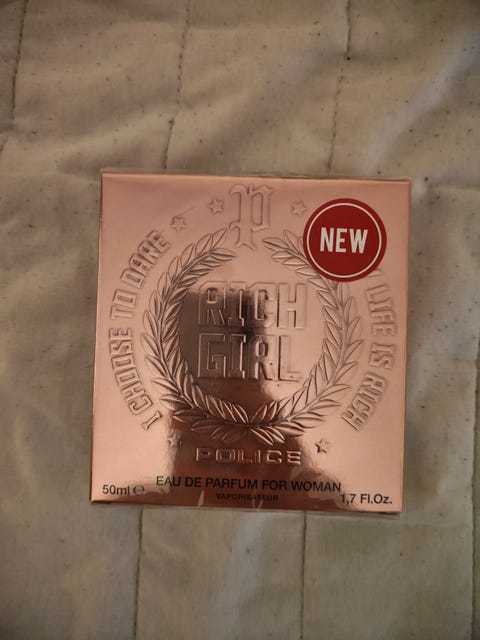 P
NEW
I CHOOSE TO DARE
LIFE IS RICH
RICH
GIRL
POLICE
EAU DE PARFUM FOR WOMAN
VAPORISATEUR
50ml e
1,7 Fl.Oz.